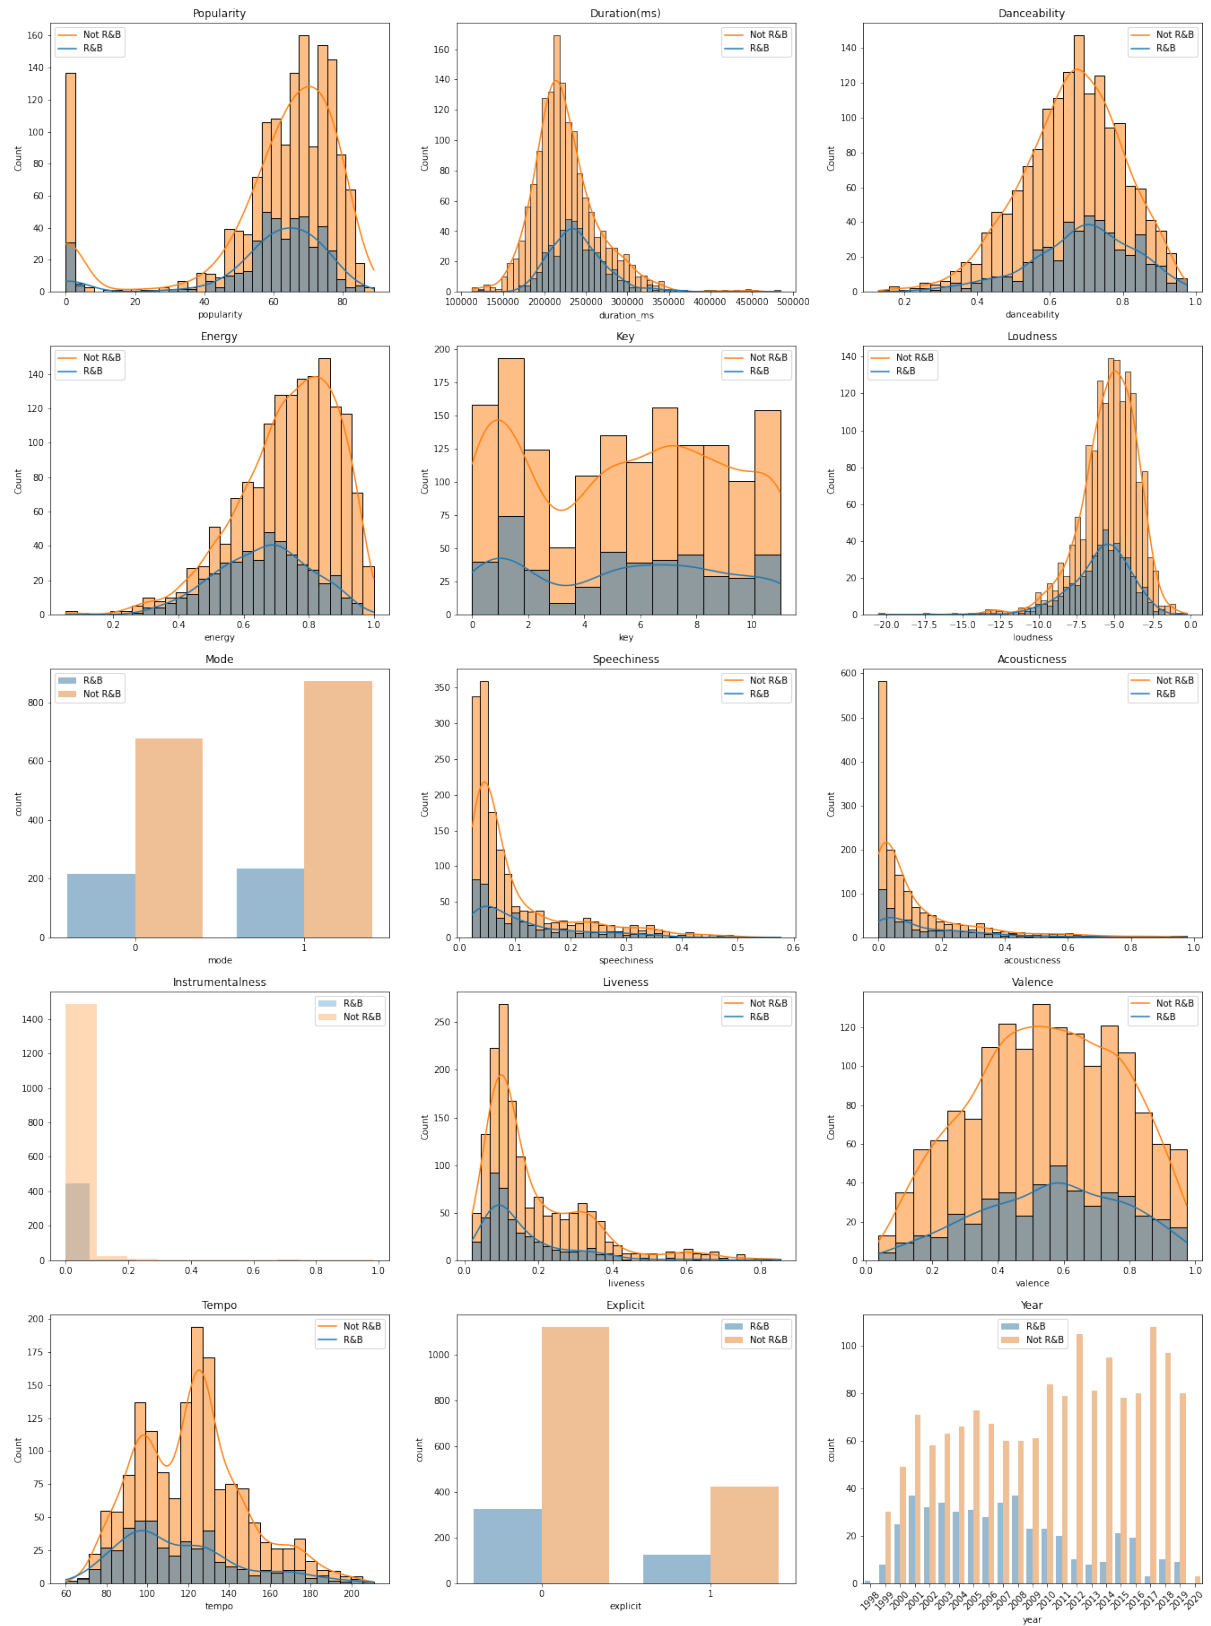 Popularity
Not R&B
R&B
Count
160
140
120
100
80
60
40
20
0
0 20 40 60 80
popularity
Duration(ms)
Not R&B
R&B
Count
160
140
120
100
80
60
40
20
0
100000 150000 200000 250000 300000 350000 400000 450000 500000
duration_ms
Danceability
Not R&B
R&B
Count
140
120
100
80
60
40
20
0
0.2 0.4 0.6 0.8 1.0
danceability
Energy
Not R&B
R&B
Count
140
120
100
80
60
40
20
0
0.2 0.4 0.6 0.8 1.0
energy
Key
Not R&B
R&B
Count
200
175
150
125
100
75
50
25
0
0 2 4 6 8 10
key
Loudness
Not R&B
R&B
Count
140
120
100
80
60
40
20
0
−20.0 −17.5 −15.0 −12.5 −10.0 −7.5 −5.0 −2.5 0.0
loudness
Mode
R&B
Not R&B
count
800
600
400
200
0
0 1
mode
Speechiness
Not R&B
R&B
Count
350
300
250
200
150
100
50
0
0.0 0.1 0.2 0.3 0.4 0.5 0.6
speechiness
Acousticness
Not R&B
R&B
Count
600
500
400
300
200
100
0
0.0 0.2 0.4 0.6 0.8 1.0
acousticness
Instrumentalness
R&B
Not R&B
1400
1200
1000
800
600
400
200
0
0.0 0.2 0.4 0.6 0.8 1.0
Liveness
Not R&B
R&B
Count
250
200
150
100
50
0
0.0 0.2 0.4 0.6 0.8
liveness
Valence
Not R&B
R&B
Count
120
100
80
60
40
20
0
0.0 0.2 0.4 0.6 0.8 1.0
valence
Tempo
Not R&B
R&B
Count
200
175
150
125
100
75
50
25
0
60 80 100 120 140 160 180 200
tempo
Explicit
R&B
Not R&B
count
1000
800
600
400
200
0
0 1
explicit
Year
R&B
Not R&B
count
100
80
60
40
20
0
1998 1999 2000 2001 2002 2003 2004 2005 2006 2007 2008 2009 2010 2011 2012 2013 2014 2015 2016 2017 2018 2019 2020
year